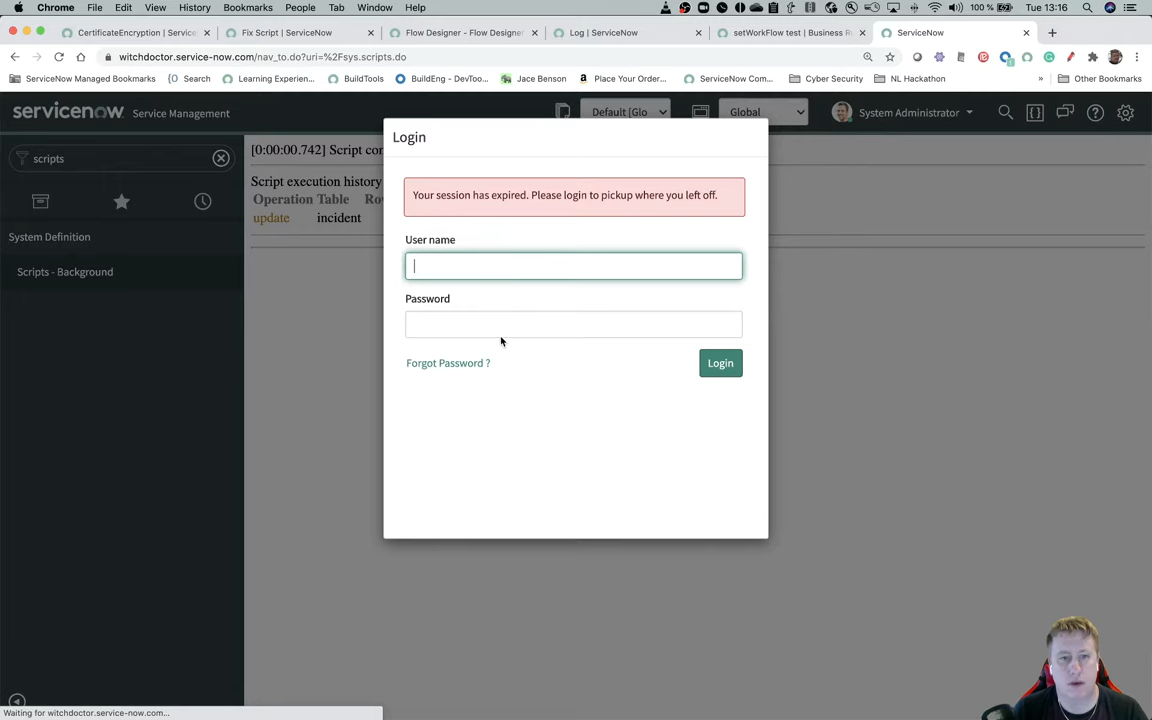 Chrome File Edit View History Bookmarks People Tab Window Help
100 % Tue 13:16
CertificateEncryption | Service
Fix Script | ServiceNow
Flow Designer - Flow Designer
Log | ServiceNow
setWorkFlow test | Business R
ServiceNow
witchdoctor.service-now.com/nav_to.do?uri=%2Fsys.scripts.do
ServiceNow Managed Bookmarks
Search
Learning Experien...
BuildTools
BuildEng - DevToo...
Jace Benson
Place Your Order...
ServiceNow Com...
Cyber Security
NL Hackathon
»
Other Bookmarks
servicenow Service Management
Default [Glo
Global
System Administrator
scripts
System Definition
Scripts - Background
[0:00:00.742] Script con
Script execution history
Operation Table Ro
update incident
Login
Your session has expired. Please login to pickup where you left off.
User name
Password
Forgot Password ?
Login
Waiting for witchdoctor.service-now.com...